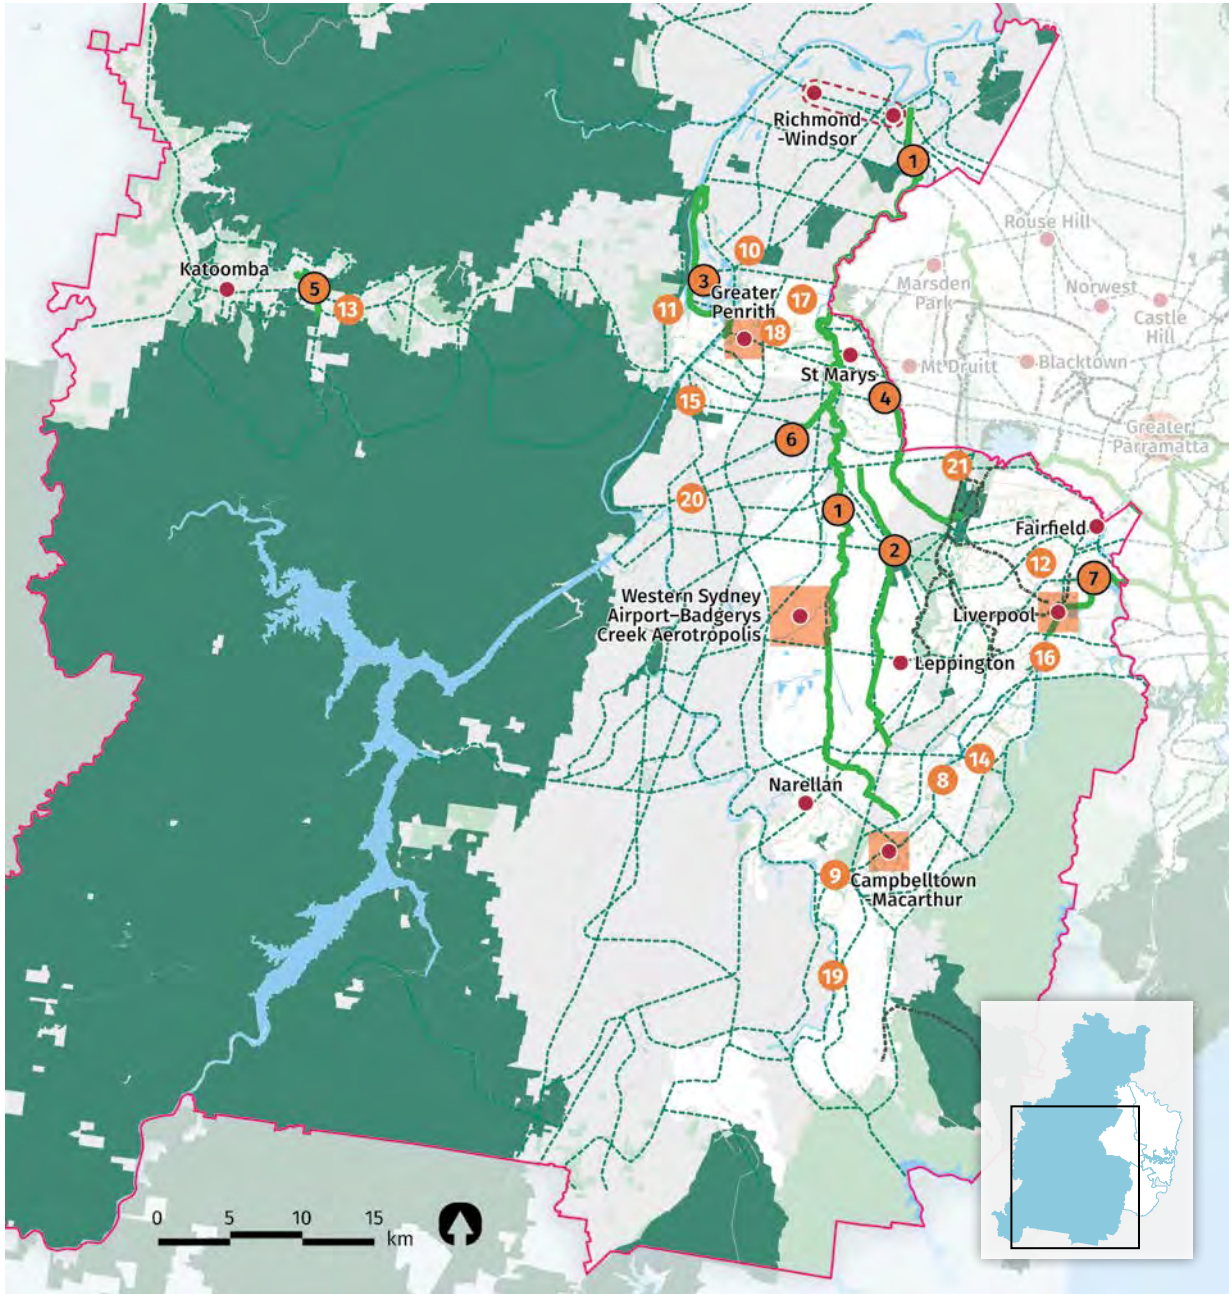 Richmond
-Windsor
1
Rouse Hill
10
Katoomba
5
13
3
Greater
Penrith
11
17
18
Marsden
Park
Norwest
Castle
Hill
St Marys
Mt Druitt
Blacktown
4
15
6
Greater
Parramatta
21
20
1
2
Fairfield
12
7
Western Sydney
Airport–Badgerys
Creek Aerotropolis
Liverpool
16
Leppington
14
8
Narellan
9
Campbelltown
-Macarthur
19
0 5 10 15
km